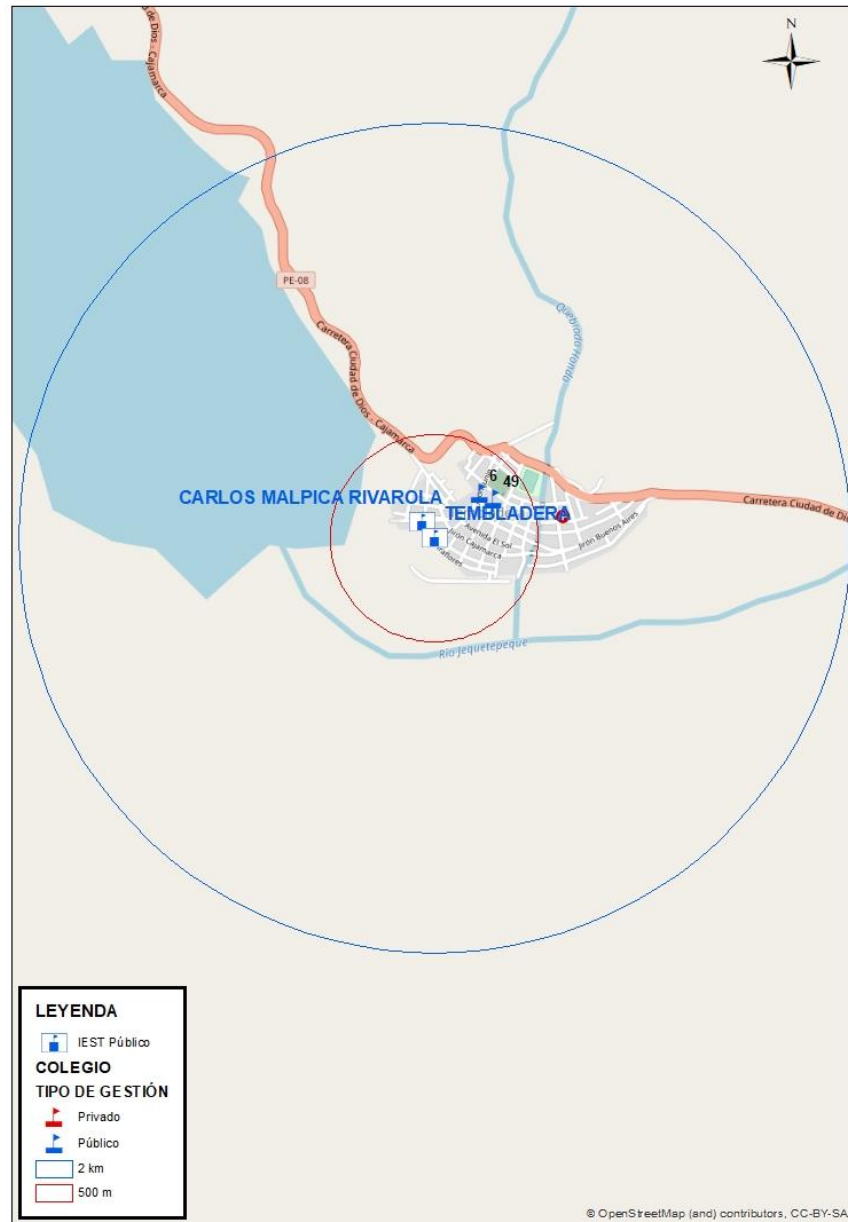 N
de Dios - Cajamarca
PE-08
Carretera Ciudad de Dios - Cajamarca
Quebrada Honda
6
49
CARLOS MALPICA RIVAROLA
TEMBLADERA
Avenida El Sol
Jirón Cajamarca
Jirón Buenos Aires
Carretera Ciudad de Dio
Río Jequetepeque
LEYENDA
IEST Público
COLEGIO
TIPO DE GESTIÓN
Privado
Público
2 km
500 m
© OpenStreetMap (and) contributors, CC-BY-SA